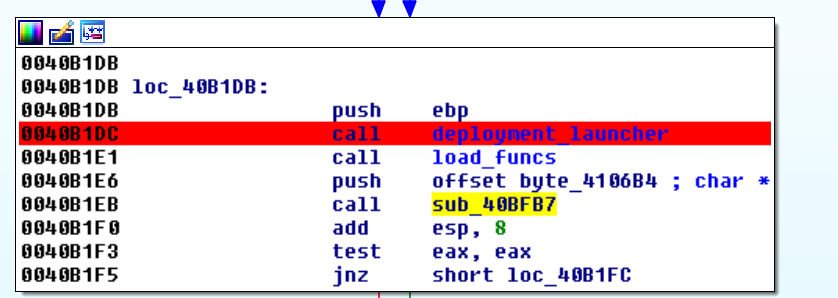 0040B1DB
0040B1DB loc_40B1DB:
0040B1DB push ebp
0040B1DC call deployment_launcher
0040B1E1 call load_funcs
0040B1E6 push offset byte_4106B4 ; char *
0040B1EB call sub_40BFB7
0040B1F0 add esp, 8
0040B1F3 test eax, eax
0040B1F5 jnz short loc_40B1FC